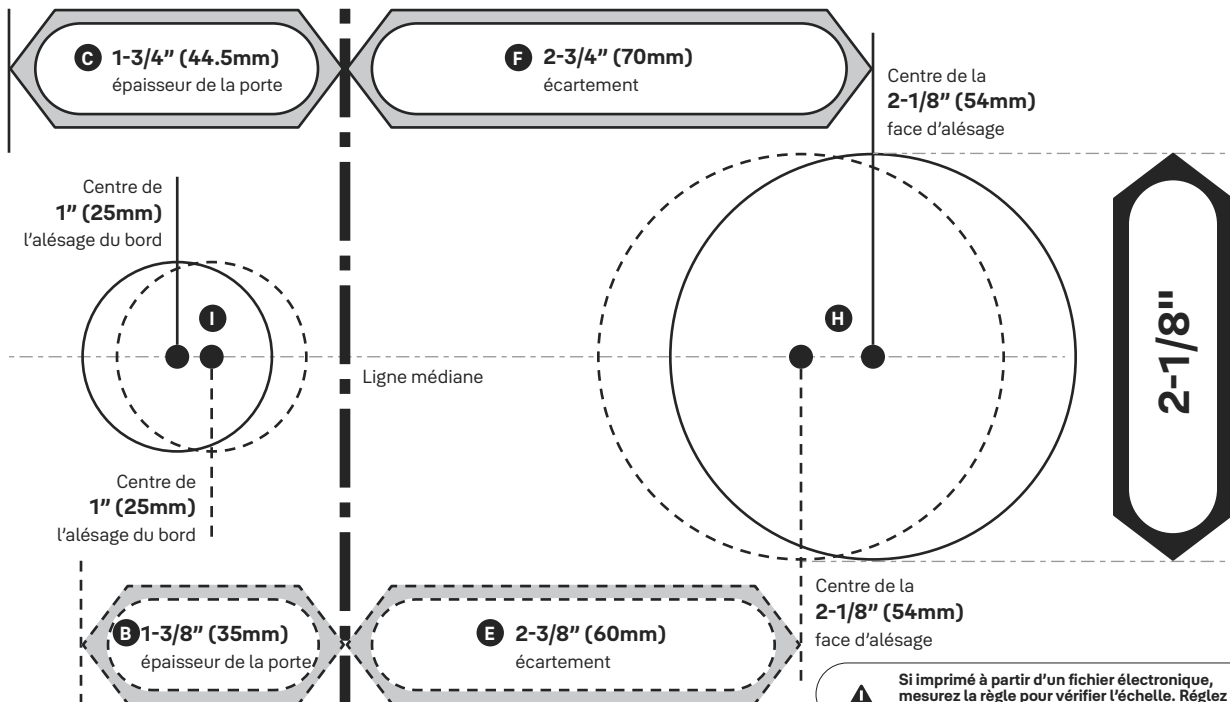 C 1-3/4" (44.5mm)
épaisseur de la porte
F 2-3/4" (70mm)
écartement
Centre de la
2-1/8" (54mm)
face d'alésage
Centre de
1" (25mm)
l'alésage du bord
I
H
2-1/8"
Ligne médiane
Centre de
1" (25mm)
l'alésage du bord
B 1-3/8" (35mm)
épaisseur de la porte
E 2-3/8" (60mm)
écartement
Centre de la
2-1/8" (54mm)
face d'alésage
Si imprimé à partir d'un fichier électronique,
mesurez la règle pour vérifier l'échelle. Réglez